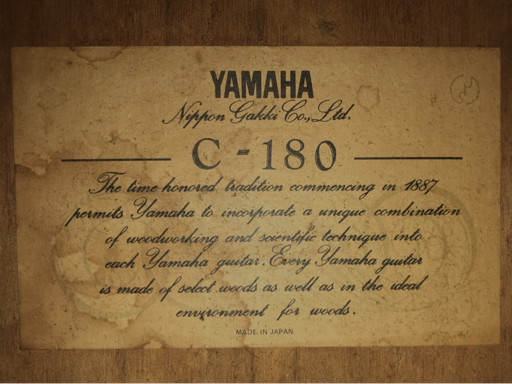 YAMAHA
Nippon Gakki Co., Ltd.
C-180
The time honored tradition commencing in 1887
permits Yamaha to incorporate a unique combination
of woodworking and scientific technique into
each Yamaha guitar. Every Yamaha guitar
is made of select woods as well as in the ideal
environment for woods.
MADE IN JAPAN